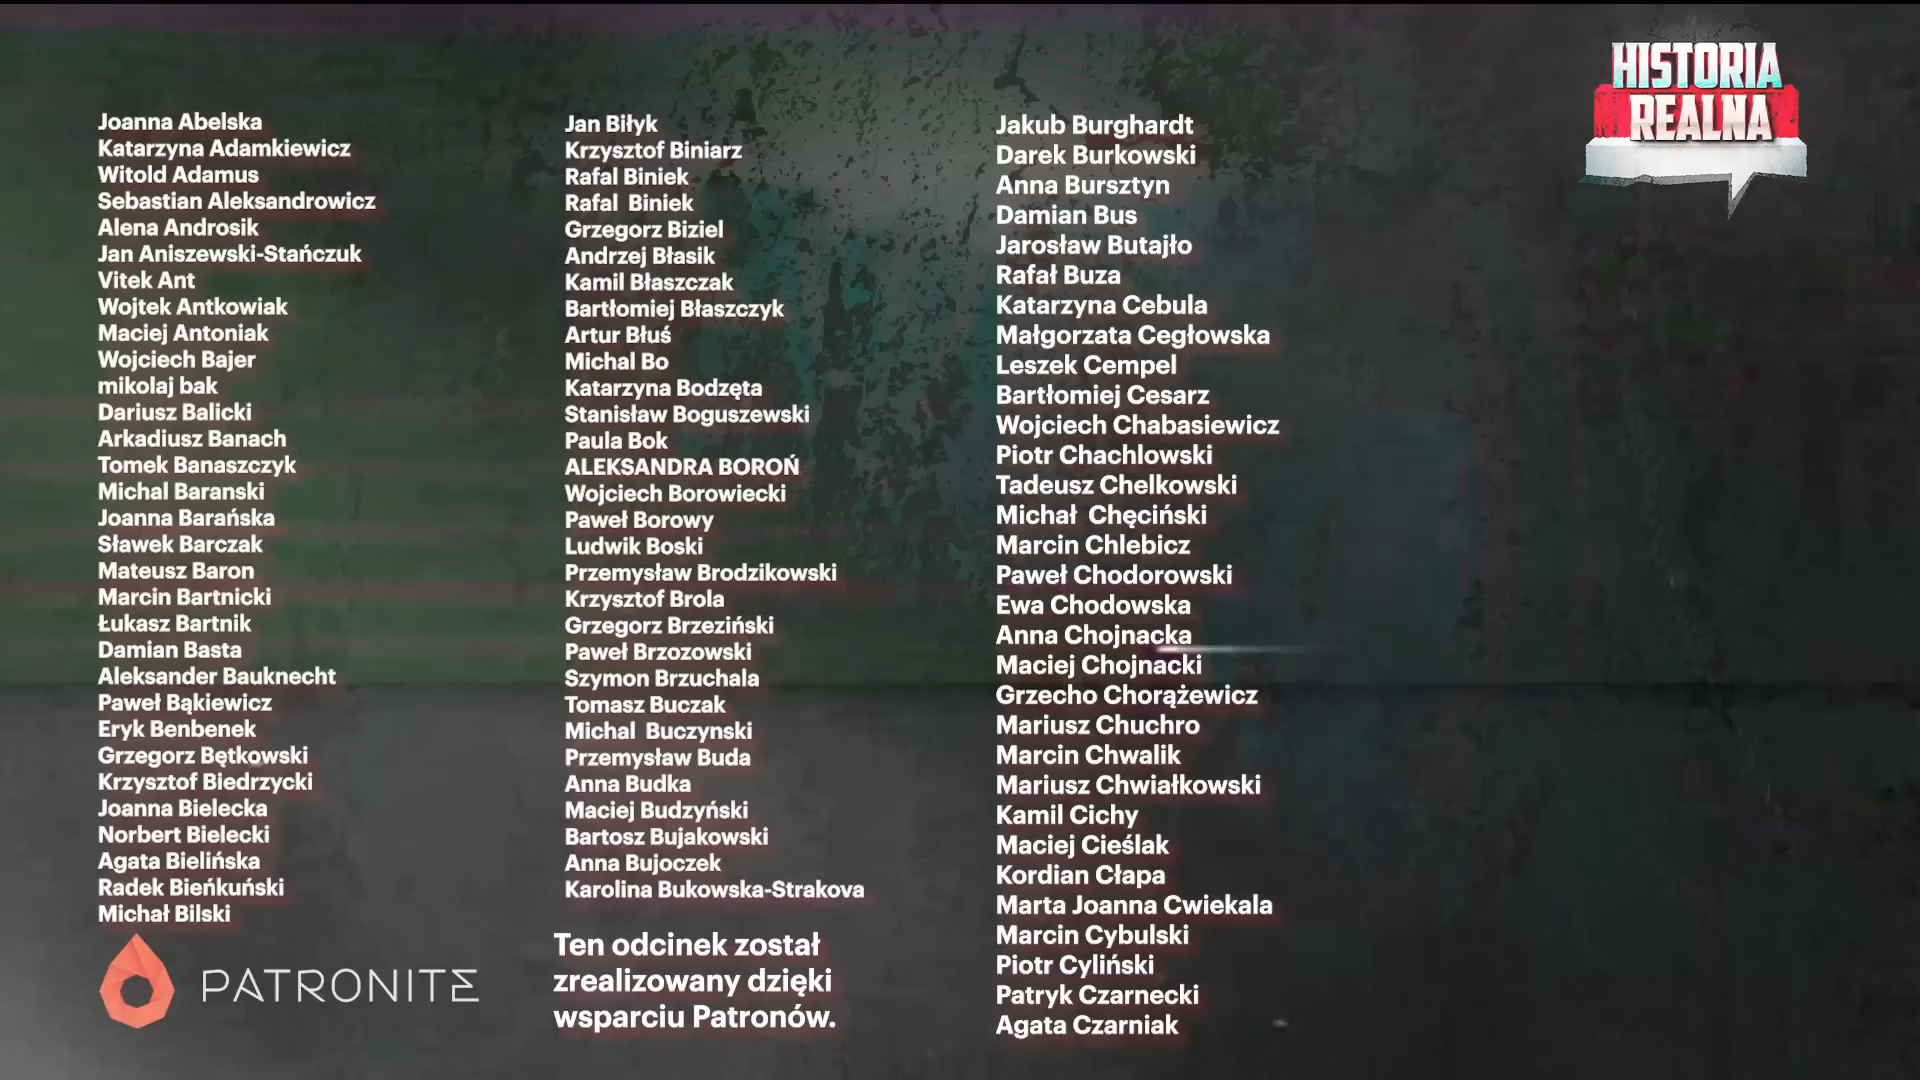 Joanna Abelska
Katarzyna Adamkiewicz
Witold Adamus
Sebastian Aleksandrowicz
Alena Androsik
Jan Aniszewski-Stańczuk
Vitek Ant
Wojtek Antkowiak
Maciej Antoniak
Wojciech Bajer
mikolaj bak
Dariusz Balicki
Arkadiusz Banach
Tomek Banaszczyk
Michal Baranski
Joanna Barańska
Sławek Barczak
Mateusz Baron
Marcin Bartnicki
Łukasz Bartnik
Damian Basta
Aleksander Bauknecht
Paweł Bąkiewicz
Eryk Benbenek
Grzegorz Bętkowski
Krzysztof Biedrzycki
Joanna Bielecka
Norbert Bielecki
Agata Bielińska
Radek Bieńkuński
Michał Bilski
PATRONITE
Jan Biłyk
Krzysztof Biniarz
Rafal Biniek
Rafal  Biniek
Grzegorz Biziel
Andrzej Błasik
Kamil Błaszczak
Bartłomiej Błaszczyk
Artur Błuś
Michal Bo
Katarzyna Bodzęta
Stanisław Boguszewski
Paula Bok
ALEKSANDRA BOROŃ
Wojciech Borowiecki
Paweł Borowy
Ludwik Boski
Przemysław Brodzikowski
Krzysztof Brola
Grzegorz Brzeziński
Paweł Brzozowski
Szymon Brzuchala
Tomasz Buczak
Michal  Buczynski
Przemysław Buda
Anna Budka
Maciej Budzyński
Bartosz Bujakowski
Anna Bujoczek
Karolina Bukowska-Strakova
Ten odcinek został
zrealizowany dzięki
wsparciu Patronów.
Jakub Burghardt
Darek Burkowski
Anna Bursztyn
Damian Bus
Jarosław Butajło
Rafał Buza
Katarzyna Cebula
Małgorzata Cegłowska
Leszek Cempel
Bartłomiej Cesarz
Wojciech Chabasiewicz
Piotr Chachlowski
Tadeusz Chelkowski
Michał  Chęciński
Marcin Chlebicz
Paweł Chodorowski
Ewa Chodowska
Anna Chojnacka
Maciej Chojnacki
Grzecho Chorążewicz
Mariusz Chuchro
Marcin Chwalik
Mariusz Chwiałkowski
Kamil Cichy
Maciej Cieślak
Kordian Cłapa
Marta Joanna Cwiekala
Marcin Cybulski
Piotr Cyliński
Patryk Czarnecki
Agata Czarniak
HISTORIA
REALNA